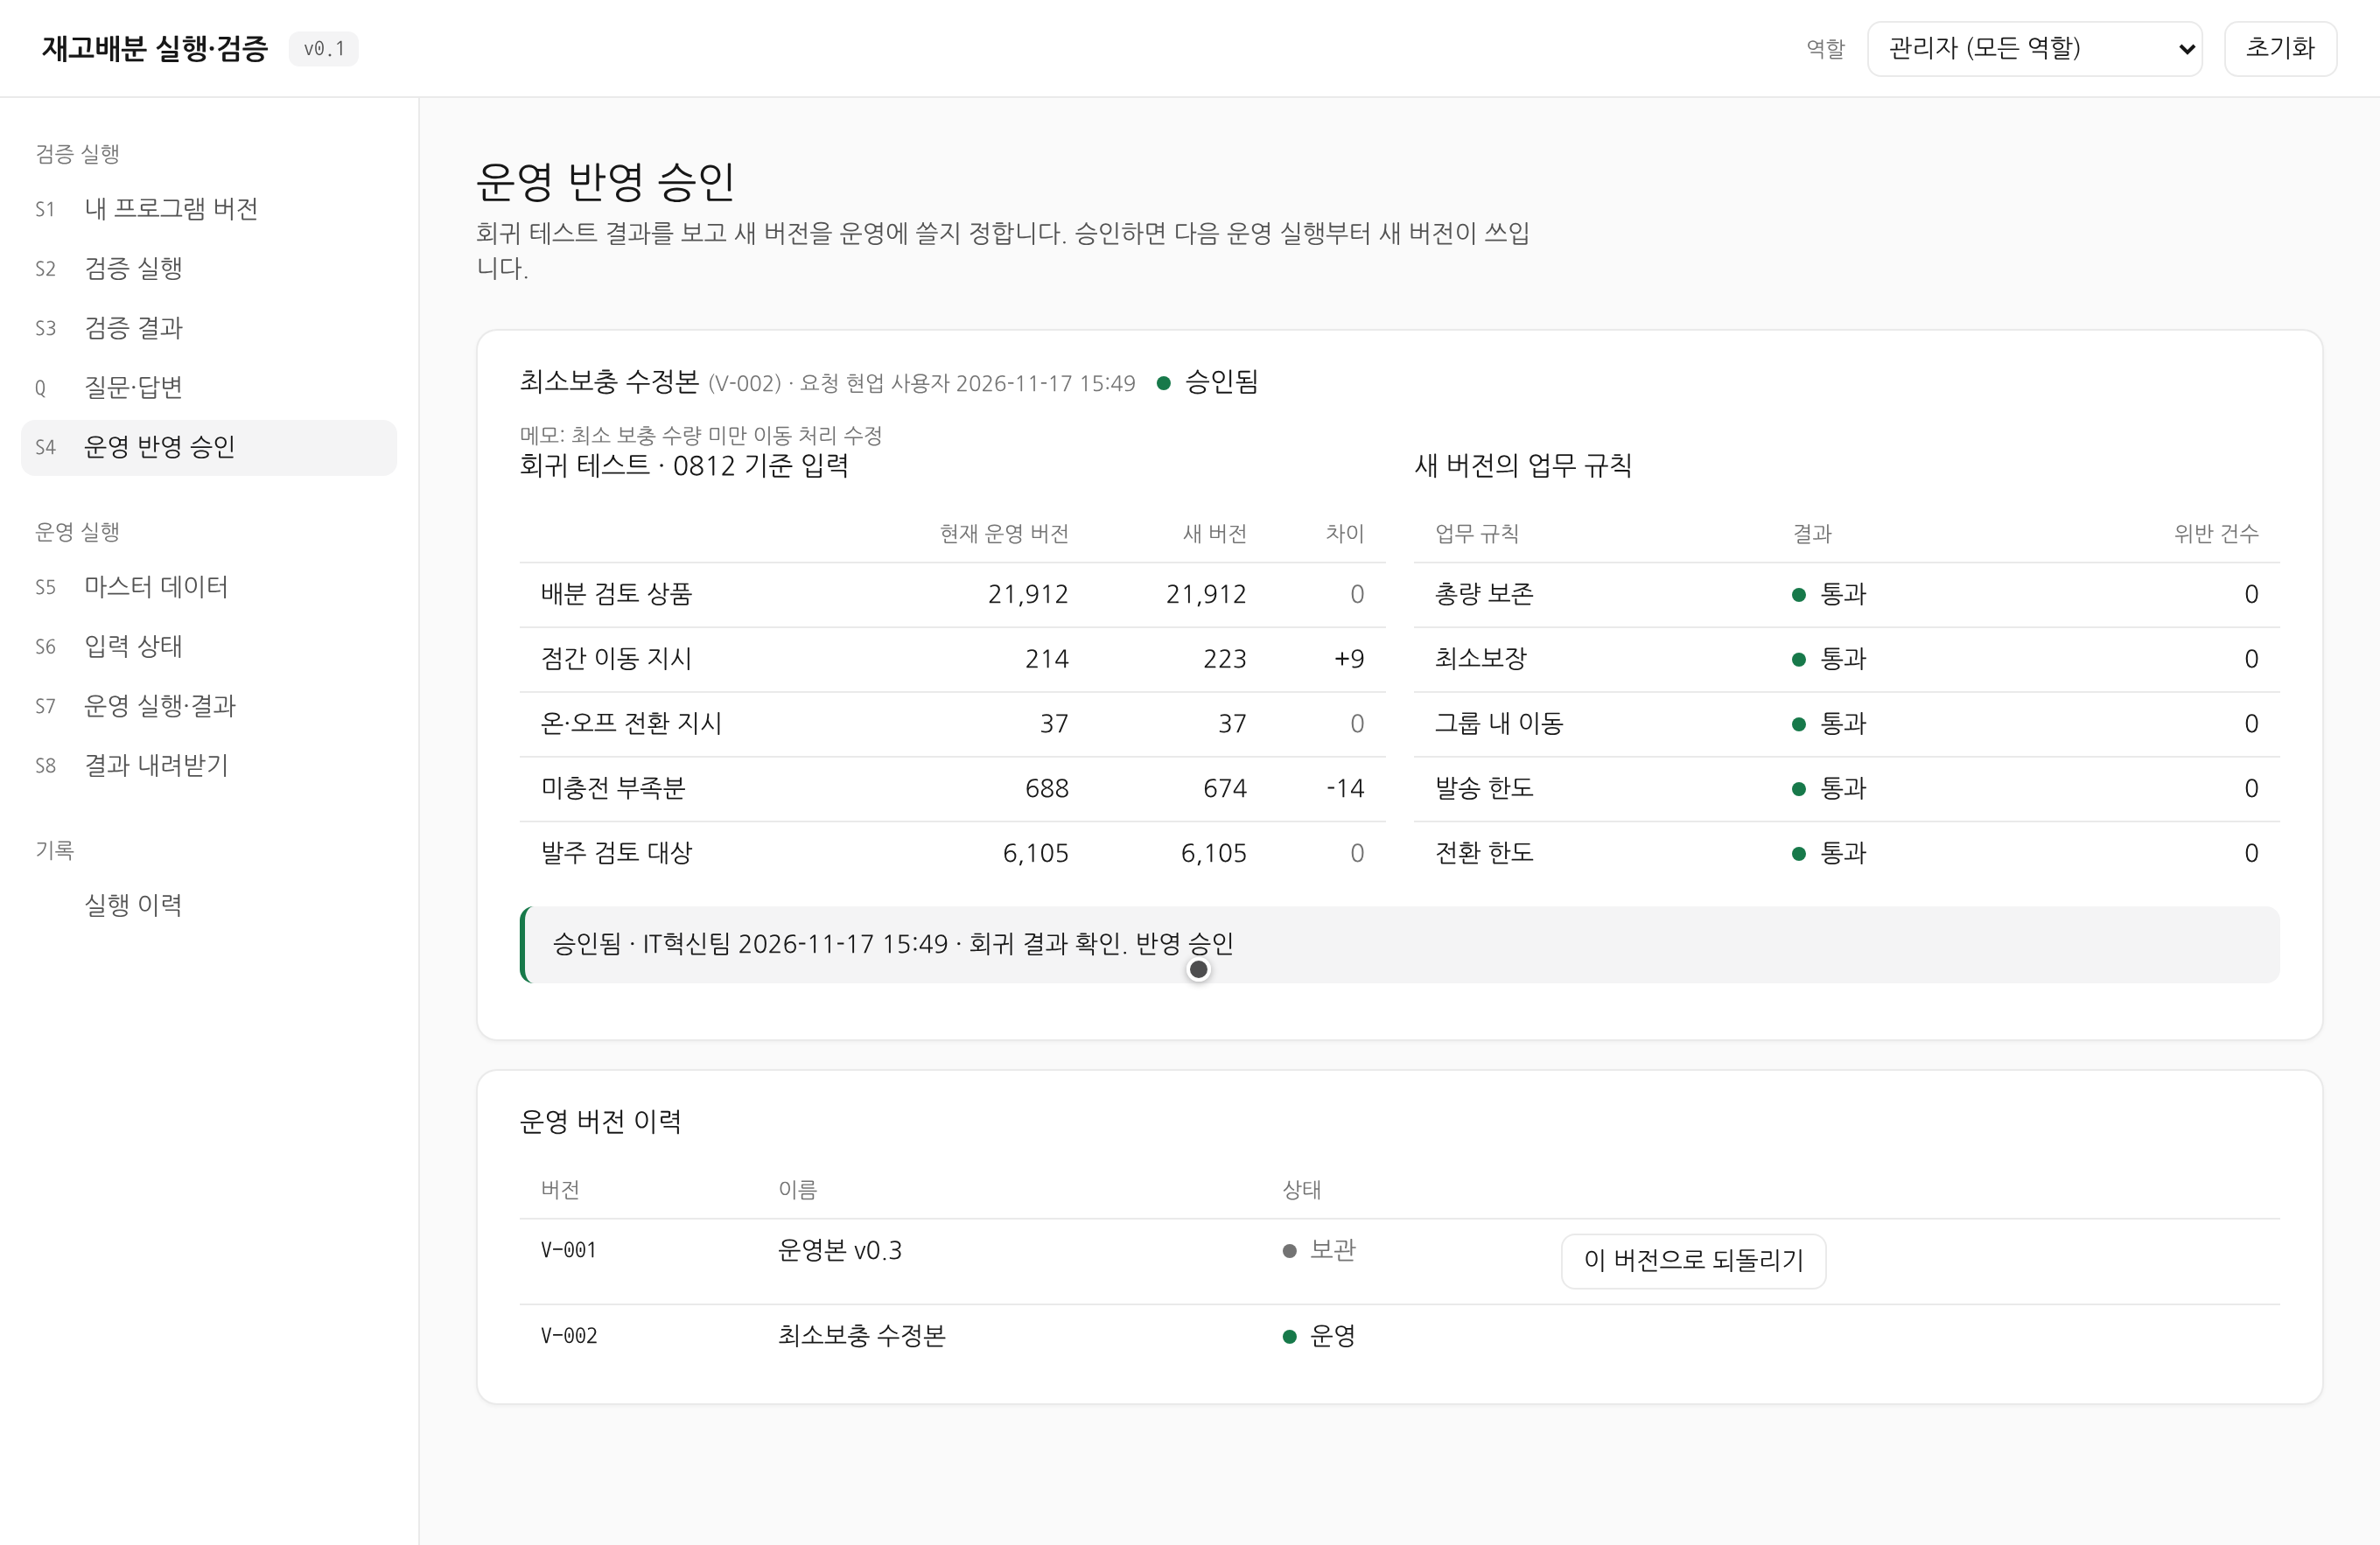 재고배분 실행·검증 v0.1
역할 관리자 (모든 역할) 초기화
검증 실행
S1 내 프로그램 버전
S2 검증 실행
S3 검증 결과
Q 질문·답변
S4 운영 반영 승인
운영 실행
S5 마스터 데이터
S6 입력 상태
S7 운영 실행·결과
S8 결과 내려받기
기록
실행 이력
운영 반영 승인
회귀 테스트 결과를 보고 새 버전을 운영에 쓸지 정합니다. 승인하면 다음 운영 실행부터 새 버전이 쓰입
니다.
최소보충 수정본 (V-002) · 요청 현업 사용자 2026-11-17 15:49 승인됨
메모: 최소 보충 수량 미만 이동 처리 수정
회귀 테스트 · 0812 기준 입력
현재 운영 버전 새 버전 차이
배분 검토 상품 21,912 21,912 0
점간 이동 지시 214 223 +9
온·오프 전환 지시 37 37 0
미충전 부족분 688 674 -14
발주 검토 대상 6,105 6,105 0
새 버전의 업무 규칙
업무 규칙 결과 위반 건수
총량 보존 통과 0
최소보장 통과 0
그룹 내 이동 통과 0
발송 한도 통과 0
전환 한도 통과 0
승인됨 · IT혁신팀 2026-11-17 15:49 · 회귀 결과 확인. 반영 승인
운영 버전 이력
버전 이름 상태
V-001 운영본 v0.3 보관 이 버전으로 되돌리기
V-002 최소보충 수정본 운영